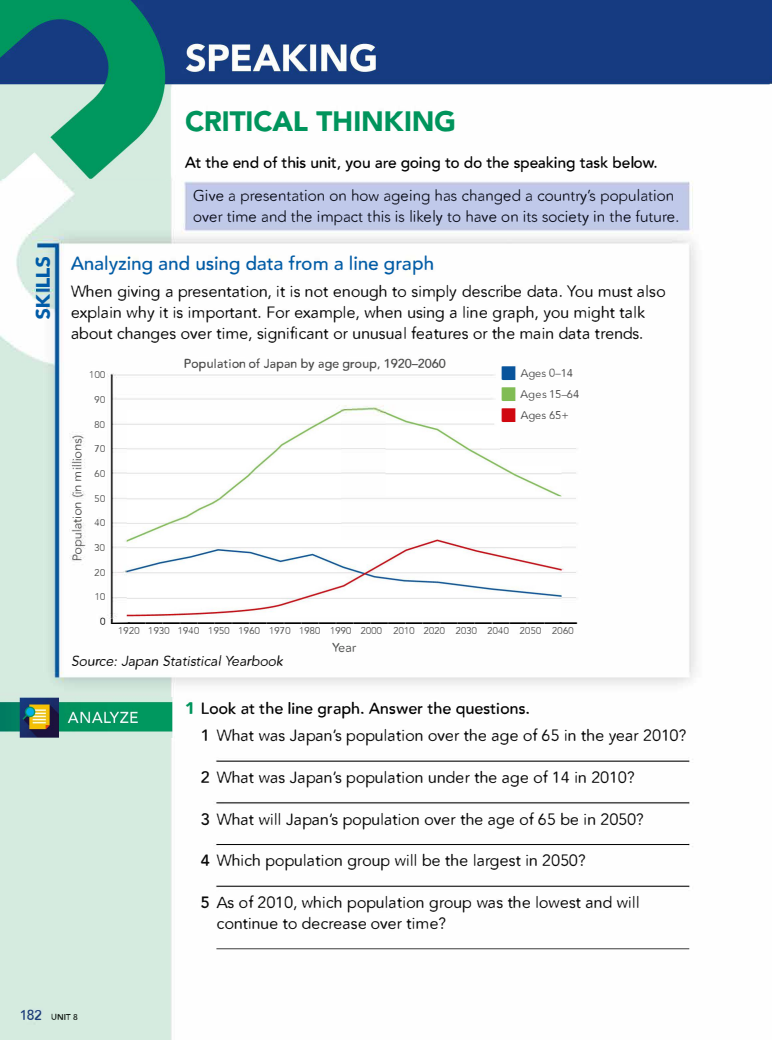 SPEAKING
CRITICAL THINKING
At the end of this unit, you are going to do the speaking task below.
Give a presentation on how ageing has changed a country's population
over time and the impact this is likely to have on its society in the future.
SKILLS
Analyzing and using data from a line graph
When giving a presentation, it is not enough to simply describe data. You must also
explain why it is important. For example, when using a line graph, you might talk
about changes over time, significant or unusual features or the main data trends.
Population of Japan by age group, 1920–2060
Ages 0–14
Ages 15–64
Ages 65+
Population (in millions)
100
90
80
70
60
50
40
30
20
10
0
1920 1930 1940 1950 1960 1970 1980 1990 2000 2010 2020 2030 2040 2050 2060
Year
Source: Japan Statistical Yearbook
ANALYZE
1 Look at the line graph. Answer the questions.
1 What was Japan's population over the age of 65 in the year 2010?
2 What was Japan's population under the age of 14 in 2010?
3 What will Japan's population over the age of 65 be in 2050?
4 Which population group will be the largest in 2050?
5 As of 2010, which population group was the lowest and will
continue to decrease over time?
182 UNIT 8